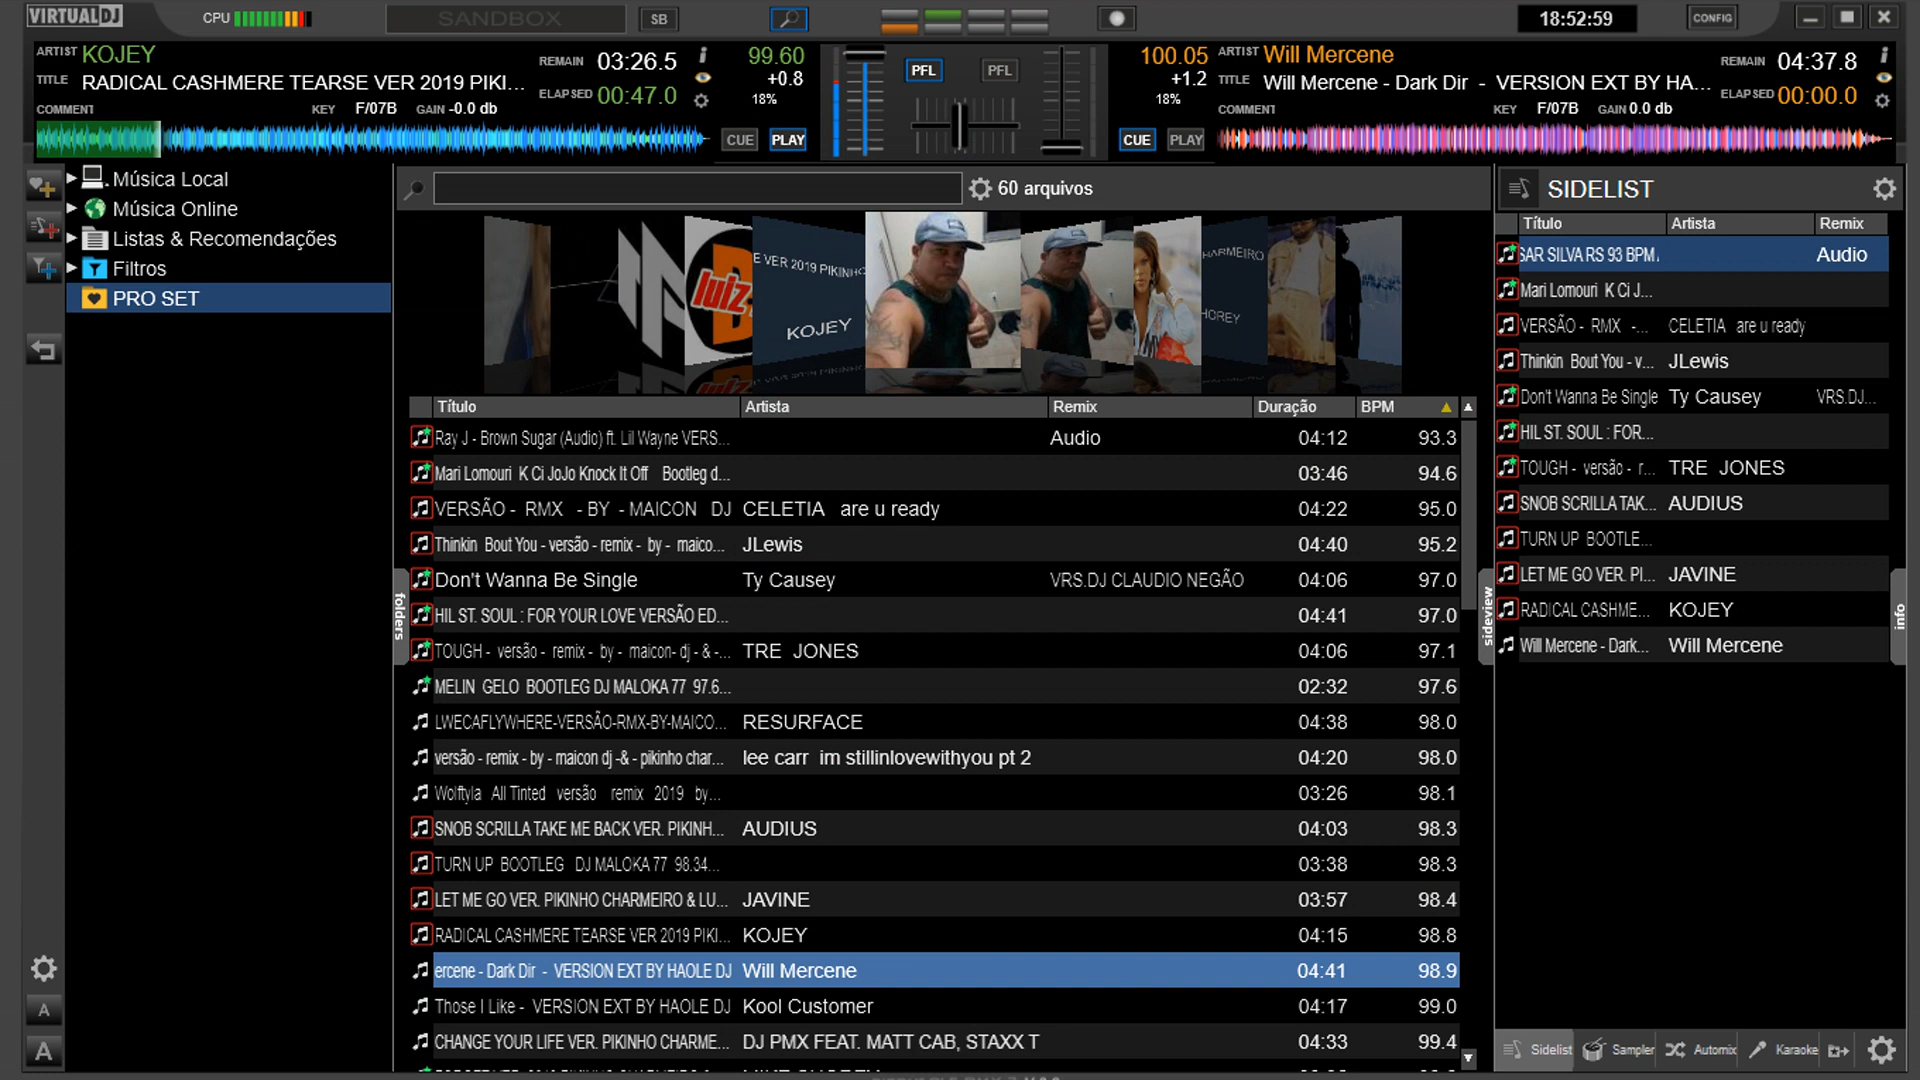 VIRTUALDJ
CPU
SANDBOX
SB
18:52:59
CONFIG
ARTIST KOJEY
TITLE RADICAL CASHMERE TEARSE VER 2019 PIKI...
COMMENT
KEY F/07B GAIN -0.0 db
REMAIN 03:26.5
ELAPSED 00:47.0
99.60
+0.8
18%
CUE PLAY
PFL PFL
100.05
+1.2
18%
CUE PLAY
ARTIST Will Mercene
TITLE Will Mercene - Dark Dir - VERSION EXT BY HA...
COMMENT
KEY F/07B GAIN 0.0 db
REMAIN 04:37.8
ELAPSED 00:00.0
Música Local
Música Online
Listas & Recomendações
Filtros
PRO SET
A
A
folders
60 arquivos
luiz
E VER 2019 PIKINHO
KOJEY
HARMEIRO
HOREY
Título Artista Remix Duração BPM
Ray J - Brown Sugar (Audio) ft. Lil Wayne VERS... Audio 04:12 93.3
Mari Lomouri K Ci JoJo Knock It Off Bootleg d... 03:46 94.6
VERSÃO - RMX - BY - MAICON DJ CELETIA are u ready 04:22 95.0
Thinkin Bout You - versão - remix - by - maico... JLewis 04:40 95.2
Don't Wanna Be Single Ty Causey VRS.DJ CLAUDIO NEGÃO 04:06 97.0
HIL ST. SOUL : FOR YOUR LOVE VERSÃO ED... 04:41 97.0
TOUGH - versão - remix - by - maicon- dj - & -... TRE JONES 04:06 97.1
MELIN GELO BOOTLEG DJ MALOKA 77 97.6... 02:32 97.6
LWECAFLYWHERE-VERSÃO-RMX-BY-MAICO... RESURFACE 04:38 98.0
versão - remix - by - maicon dj -& - pikinho char... lee carr im stillinlovewithyou pt 2 04:20 98.0
Wolftyla All Tinted versão remix 2019 by... 03:26 98.1
SNOB SCRILLA TAKE ME BACK VER. PIKINH... AUDIUS 04:03 98.3
TURN UP BOOTLEG DJ MALOKA 77 98.34... 03:38 98.3
LET ME GO VER. PIKINHO CHARMEIRO & LU... JAVINE 03:57 98.4
RADICAL CASHMERE TEARSE VER 2019 PIKI... KOJEY 04:15 98.8
ercene - Dark Dir - VERSION EXT BY HAOLE DJ Will Mercene 04:41 98.9
Those I Like - VERSION EXT BY HAOLE DJ Kool Customer 04:17 99.0
CHANGE YOUR LIFE VER. PIKINHO CHARME... DJ PMX FEAT. MATT CAB, STAXX T 04:33 99.4
sideview
SIDELIST
Título Artista Remix
SAR SILVA RS 93 BPM Audio
Mari Lomouri K Ci J...
VERSÃO - RMX -... CELETIA are u ready
Thinkin Bout You - v... JLewis
Don't Wanna Be Single Ty Causey VRS.DJ...
HIL ST. SOUL : FOR...
TOUGH - versão - r... TRE JONES
SNOB SCRILLA TAK... AUDIUS
TURN UP BOOTLE...
LET ME GO VER. PI... JAVINE
RADICAL CASHME... KOJEY
Will Mercene - Dark... Will Mercene
info
Sidelist Sampler Automix Karaoke